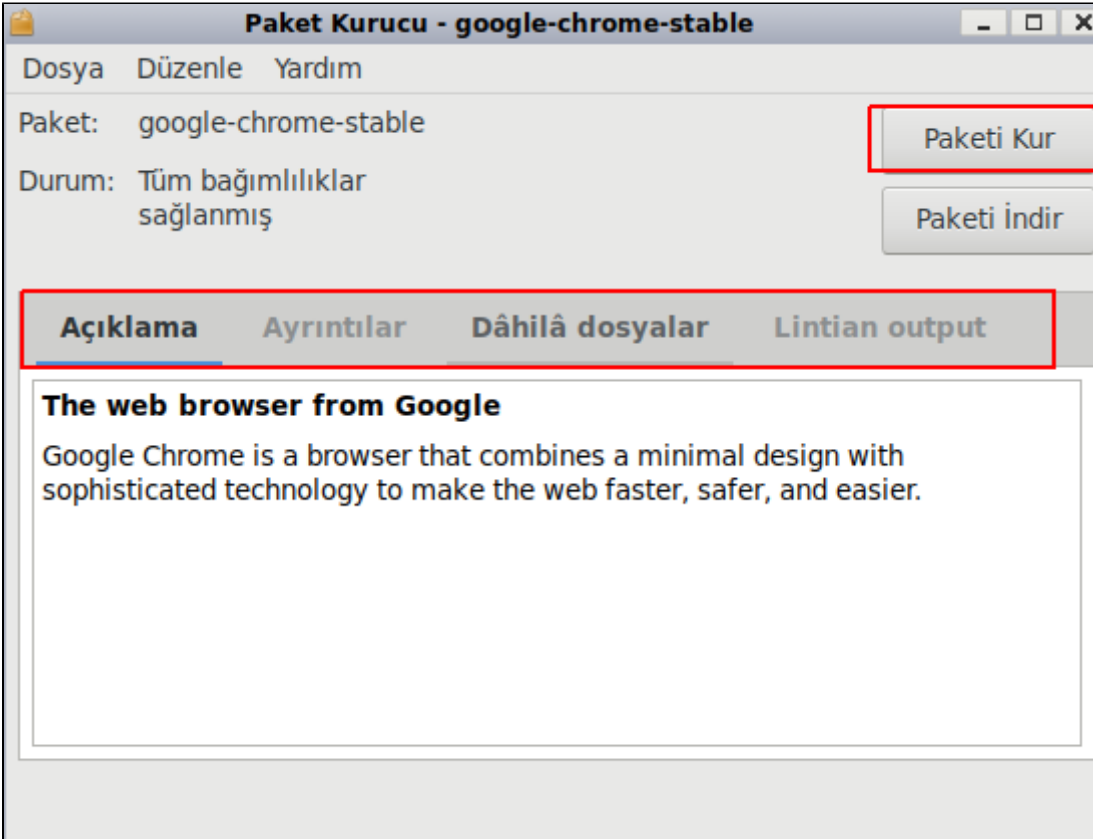 Paket Kurucu - google-chrome-stable
Dosya Düzenle Yardım
Paket: google-chrome-stable
Paketi Kur
Durum: Tüm bağımlılıklar
sağlanmış
Paketi İndir
Açıklama Ayrıntılar Dâhilâ dosyalar Lintian output
The web browser from Google
Google Chrome is a browser that combines a minimal design with
sophisticated technology to make the web faster, safer, and easier.